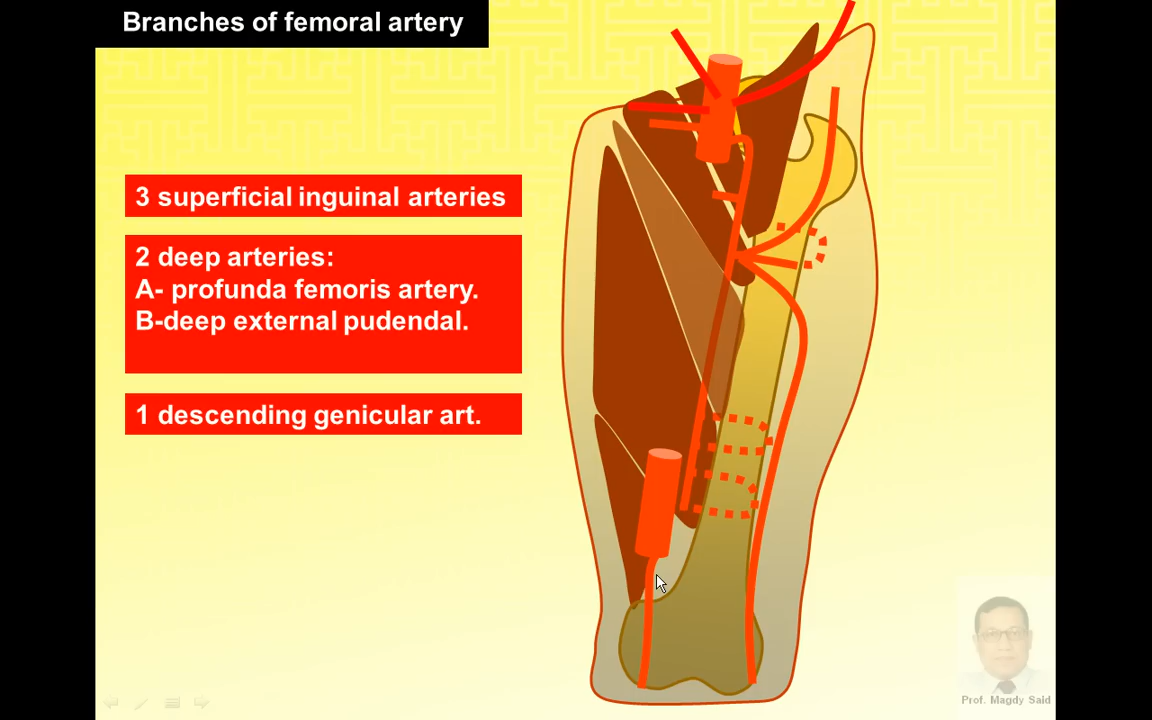 Branches of femoral artery
3 superficial inguinal arteries
2 deep arteries:
A- profunda femoris artery.
B-deep external pudendal.
1 descending genicular art.
Prof. Magdy Said